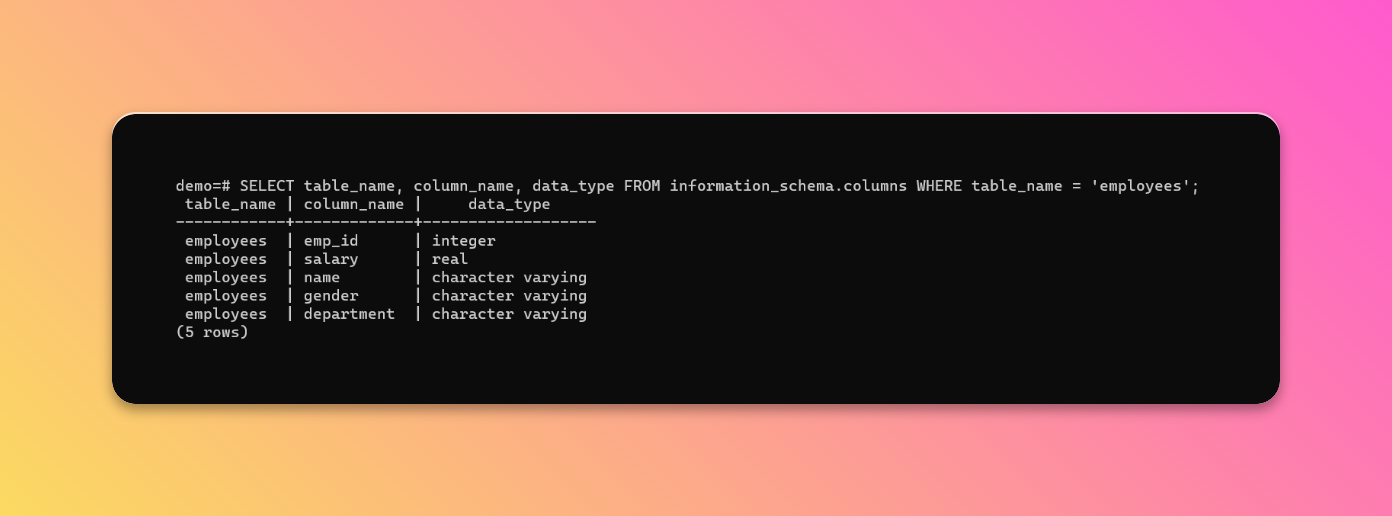 demo=# SELECT table_name, column_name, data_type FROM information_schema.columns WHERE table_name = 'employees';
 table_name | column_name |     data_type
------------+-------------+-------------------
 employees  | emp_id      | integer
 employees  | salary      | real
 employees  | name        | character varying
 employees  | gender      | character varying
 employees  | department  | character varying
(5 rows)